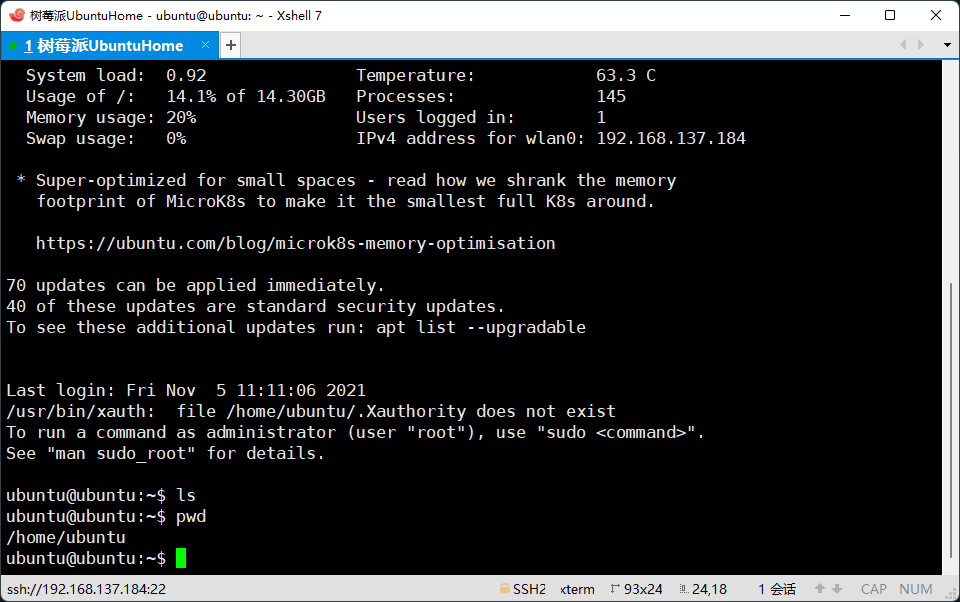 树莓派UbuntuHome - ubuntu@ubuntu: ~ - Xshell 7
1 树莓派UbuntuHome × +
System load: 0.92 Temperature: 63.3 C
Usage of /: 14.1% of 14.30GB Processes: 145
Memory usage: 20% Users logged in: 1
Swap usage: 0% IPv4 address for wlan0: 192.168.137.184
* Super-optimized for small spaces - read how we shrank the memory
footprint of MicroK8s to make it the smallest full K8s around.
https://ubuntu.com/blog/microk8s-memory-optimisation
70 updates can be applied immediately.
40 of these updates are standard security updates.
To see these additional updates run: apt list --upgradable
Last login: Fri Nov  5 11:11:06 2021
/usr/bin/xauth:  file /home/ubuntu/.Xauthority does not exist
To run a command as administrator (user "root"), use "sudo <command>".
See "man sudo_root" for details.
ubuntu@ubuntu:~$ ls
ubuntu@ubuntu:~$ pwd
/home/ubuntu
ubuntu@ubuntu:~$
ssh://192.168.137.184:22 SSH2 xterm 93x24 24,18 1 会话 CAP NUM